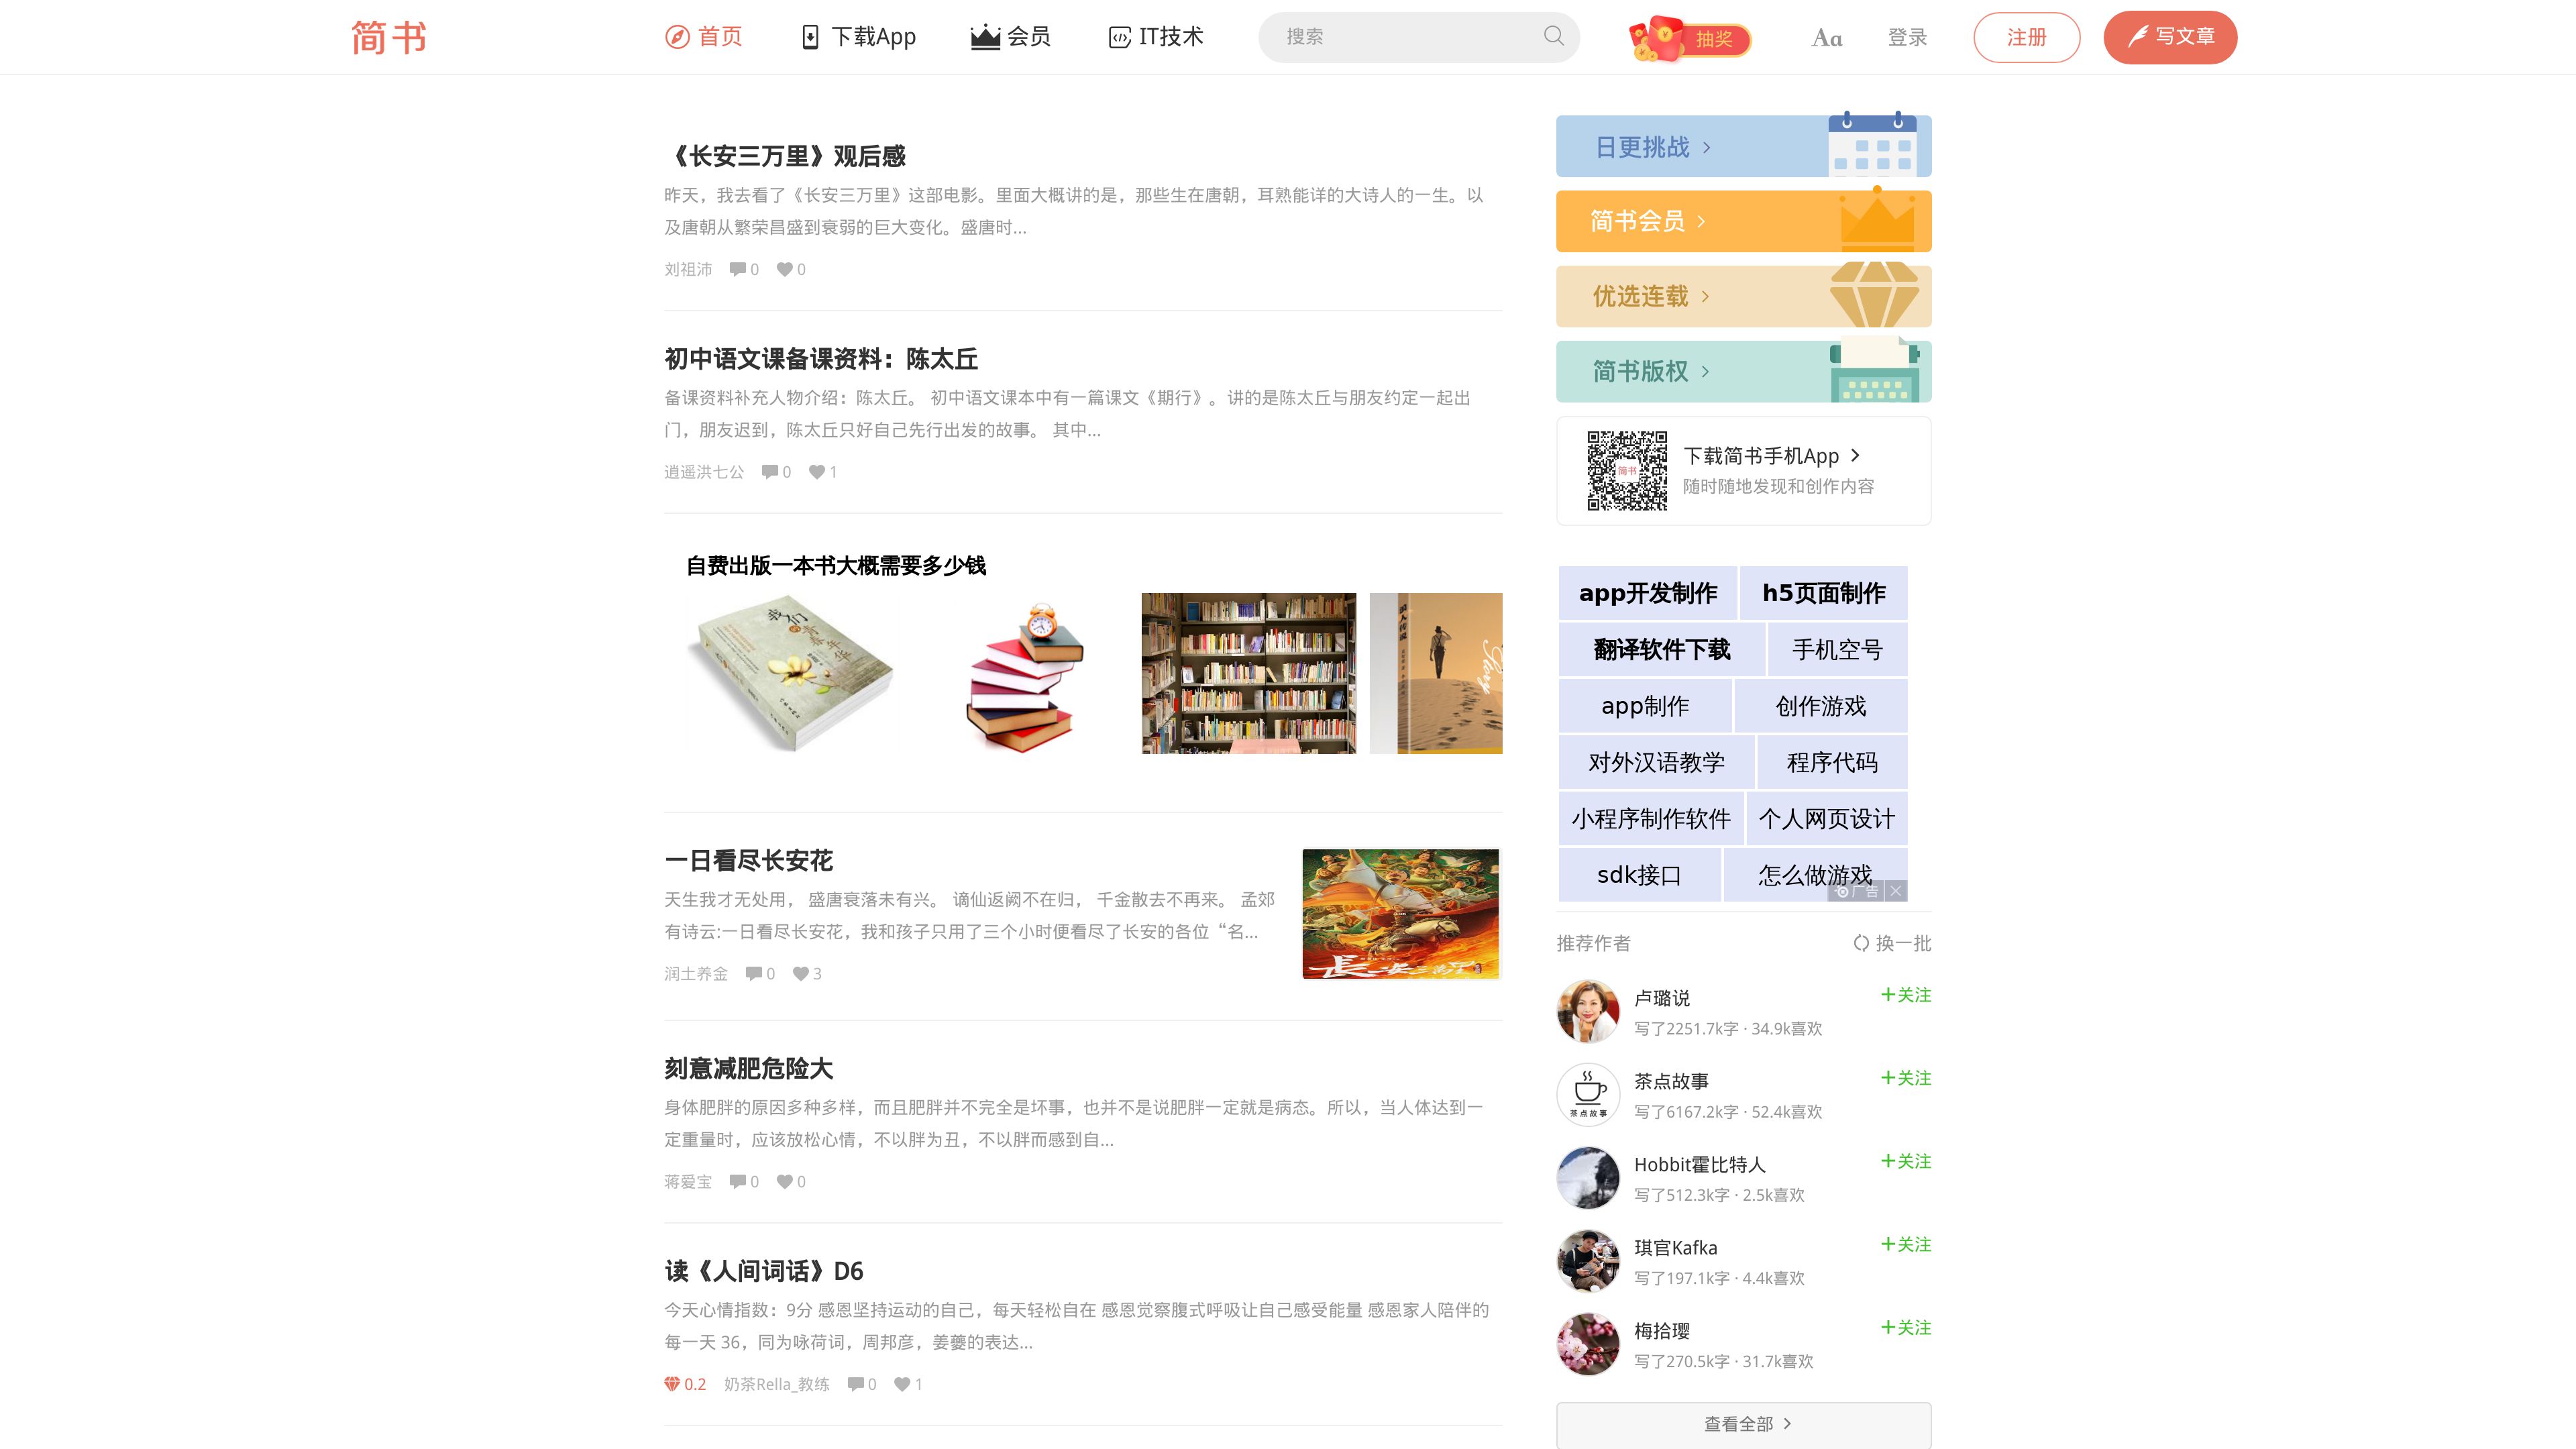 简书
首页
下载App
会员
IT技术
搜索
抽奖
Aa
登录
注册
写文章
《长安三万里》观后感
昨天，我去看了《长安三万里》这部电影。里面大概讲的是，那些生在唐朝，耳熟能详的大诗人的一生。以
及唐朝从繁荣昌盛到衰弱的巨大变化。盛唐时...
刘祖沛 0 0
初中语文课备课资料：陈太丘
备课资料补充人物介绍：陈太丘。 初中语文课本中有一篇课文《期行》。讲的是陈太丘与朋友约定一起出
门，朋友迟到，陈太丘只好自己先行出发的故事。 其中...
逍遥洪七公 0 1
自费出版一本书大概需要多少钱
一日看尽长安花
天生我才无处用， 盛唐衰落未有兴。 谪仙返阙不在归， 千金散去不再来。 孟郊
有诗云:一日看尽长安花，我和孩子只用了三个小时便看尽了长安的各位“名...
润土养金 0 3
刻意减肥危险大
身体肥胖的原因多种多样，而且肥胖并不完全是坏事，也并不是说肥胖一定就是病态。所以，当人体达到一
定重量时，应该放松心情，不以胖为丑，不以胖而感到自...
蒋爱宝 0 0
读《人间词话》D6
今天心情指数：9分 感恩坚持运动的自己，每天轻松自在 感恩觉察腹式呼吸让自己感受能量 感恩家人陪伴的
每一天 36，同为咏荷词，周邦彦，姜夔的表达...
0.2 奶茶Rella_教练 0 1
日更挑战
简书会员
优选连载
简书版权
简书
下载简书手机App
随时随地发现和创作内容
app开发制作
h5页面制作
翻译软件下载
手机空号
app制作
创作游戏
对外汉语教学
程序代码
小程序制作软件
个人网页设计
sdk接口
怎么做游戏
广告
推荐作者
换一批
卢璐说
+关注
写了2251.7k字 · 34.9k喜欢
茶点故事
茶点故事
+关注
写了6167.2k字 · 52.4k喜欢
Hobbit霍比特人
+关注
写了512.3k字 · 2.5k喜欢
琪官Kafka
+关注
写了197.1k字 · 4.4k喜欢
梅拾璎
+关注
写了270.5k字 · 31.7k喜欢
查看全部